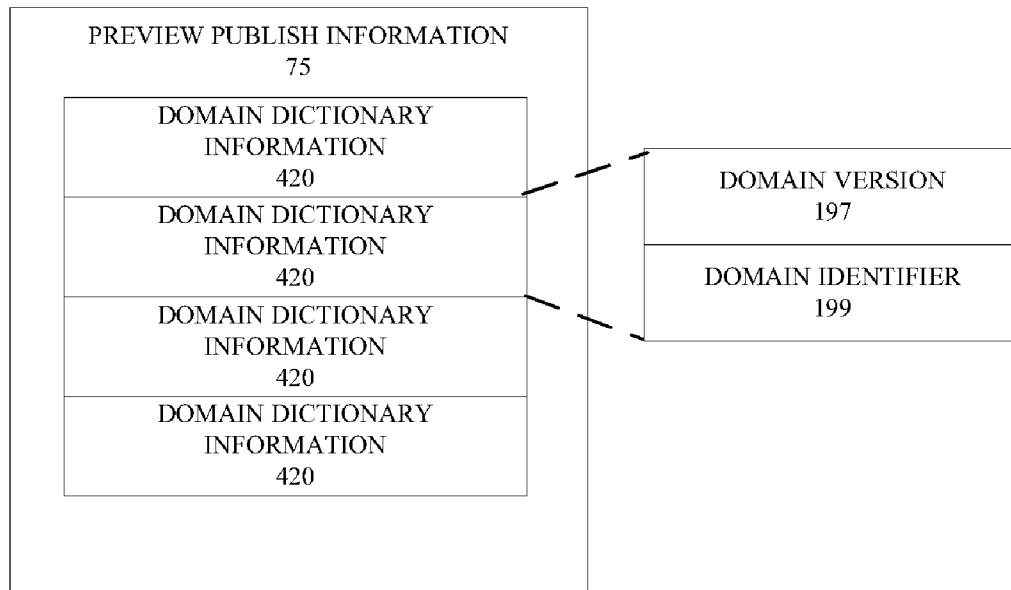 PREVIEW PUBLISH INFORMATION
75
DOMAIN DICTIONARY
INFORMATION
420
DOMAIN DICTIONARY
INFORMATION
420
DOMAIN DICTIONARY
INFORMATION
420
DOMAIN DICTIONARY
INFORMATION
420
DOMAIN VERSION
197
DOMAIN IDENTIFIER
199